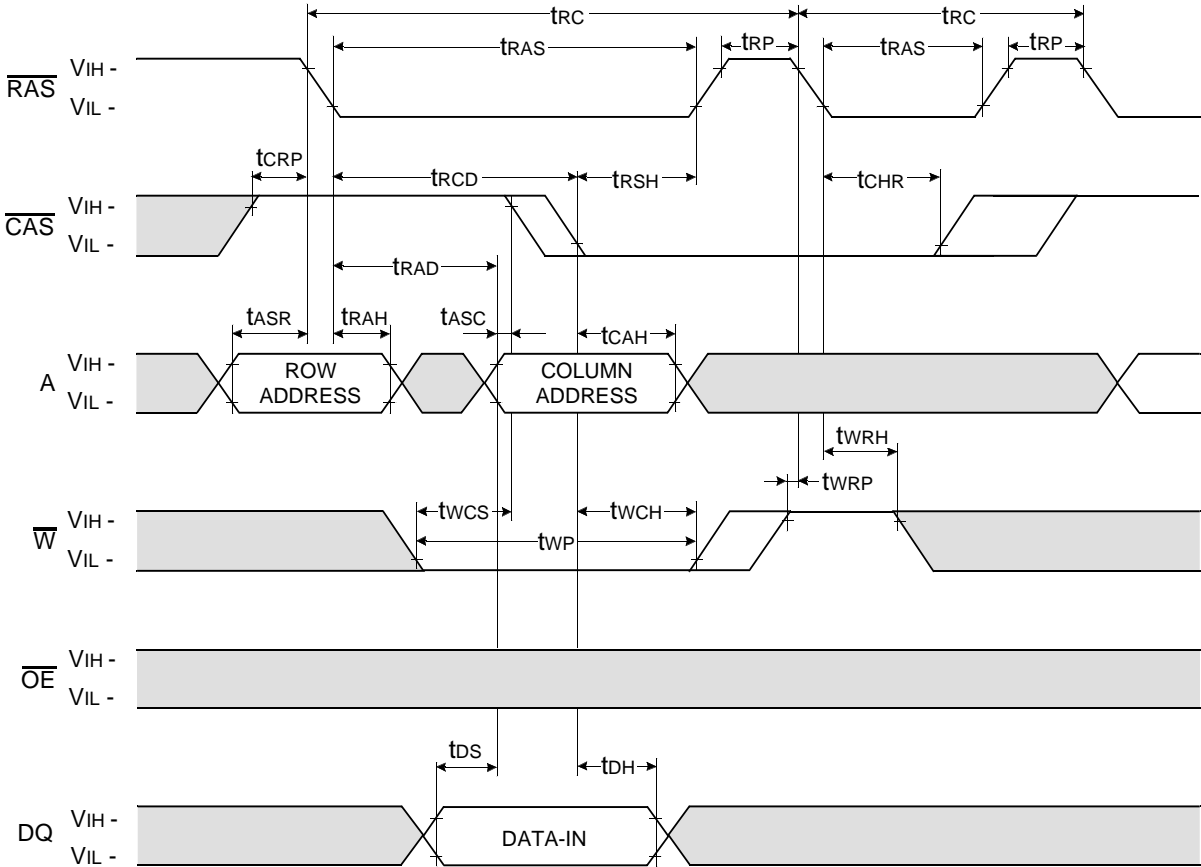 tRC tRC
tRAS tRP tRAS tRP
RAS VIH -
VIL -
tCRP tRCD tRSH tCHR
CAS VIH -
VIL -
tRAD
tASR tRAH tASC tCAH
A VIH -
VIL -
ROW
ADDRESS
COLUMN
ADDRESS
tWRH
tWRP
tWCS tWCH
W VIH -
VIL -
tWP
OE VIH -
VIL -
tDS tDH
DQ VIH -
VIL -
DATA-IN